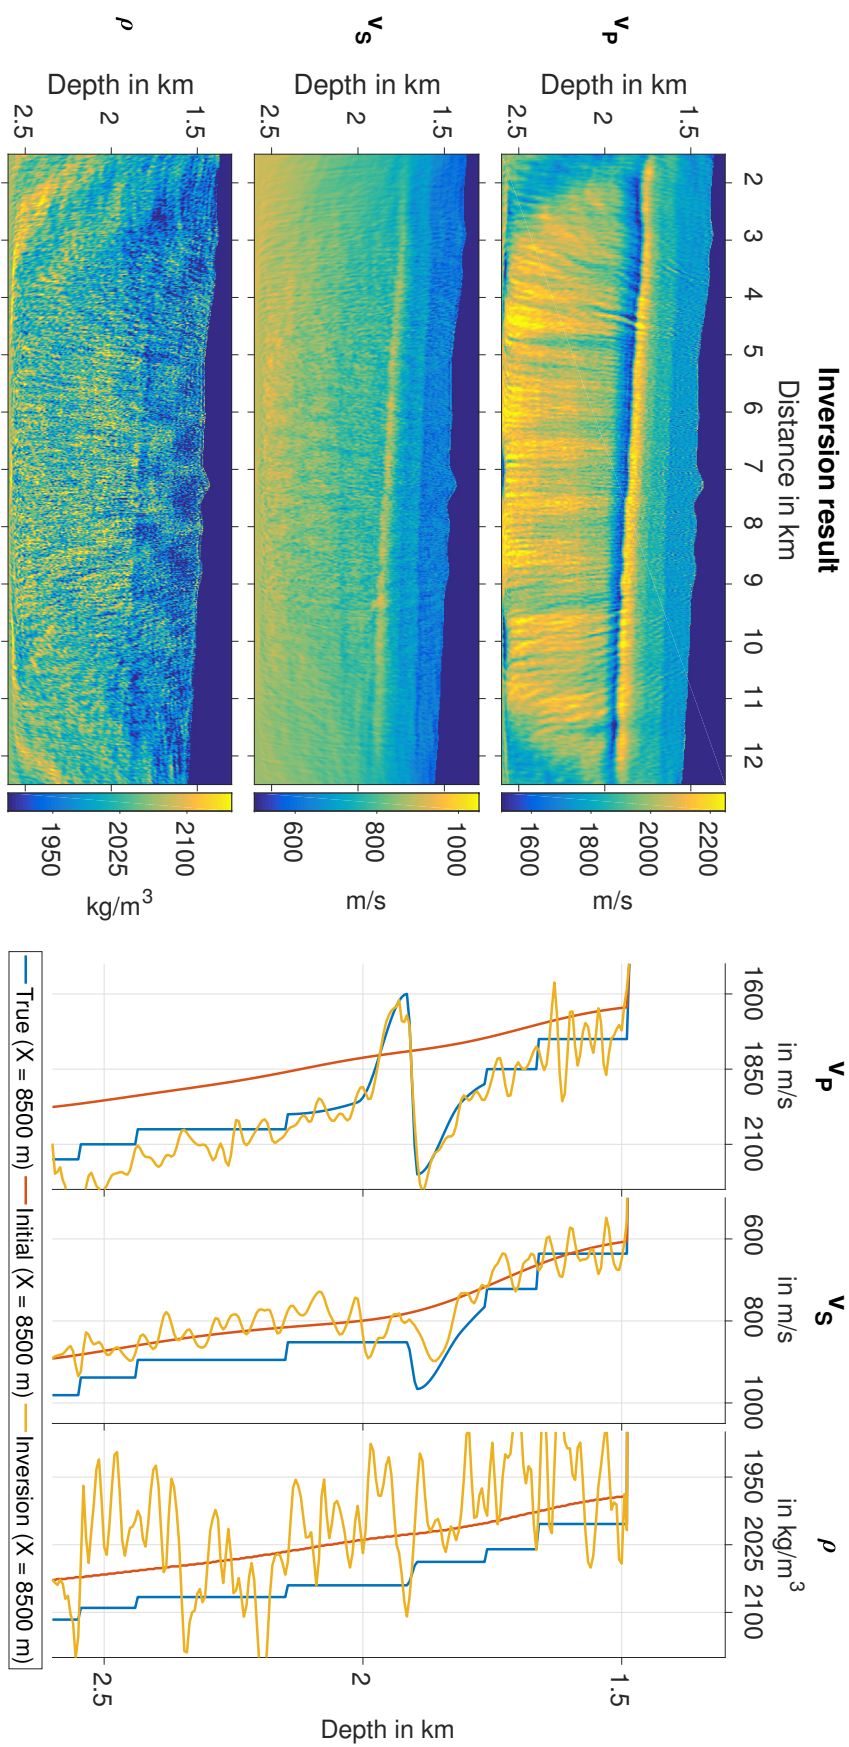 Inversion result
Distance in km
2 3 4 5 6 7 8 9 10 11 12
v_P
Depth in km
1.5
2
2.5
1600 1800 2000 2200
m/s
v_S
Depth in km
1.5
2
2.5
600 800 1000
m/s
ρ
Depth in km
1.5
2
2.5
1950 2025 2100
kg/m³
v_P
in m/s
1600 1850 2100
v_S
in m/s
600 800 1000
ρ
in kg/m³
1950 2025 2100
1.5
2
2.5
Depth in km
True (X = 8500 m) Initial (X = 8500 m) Inversion (X = 8500 m)